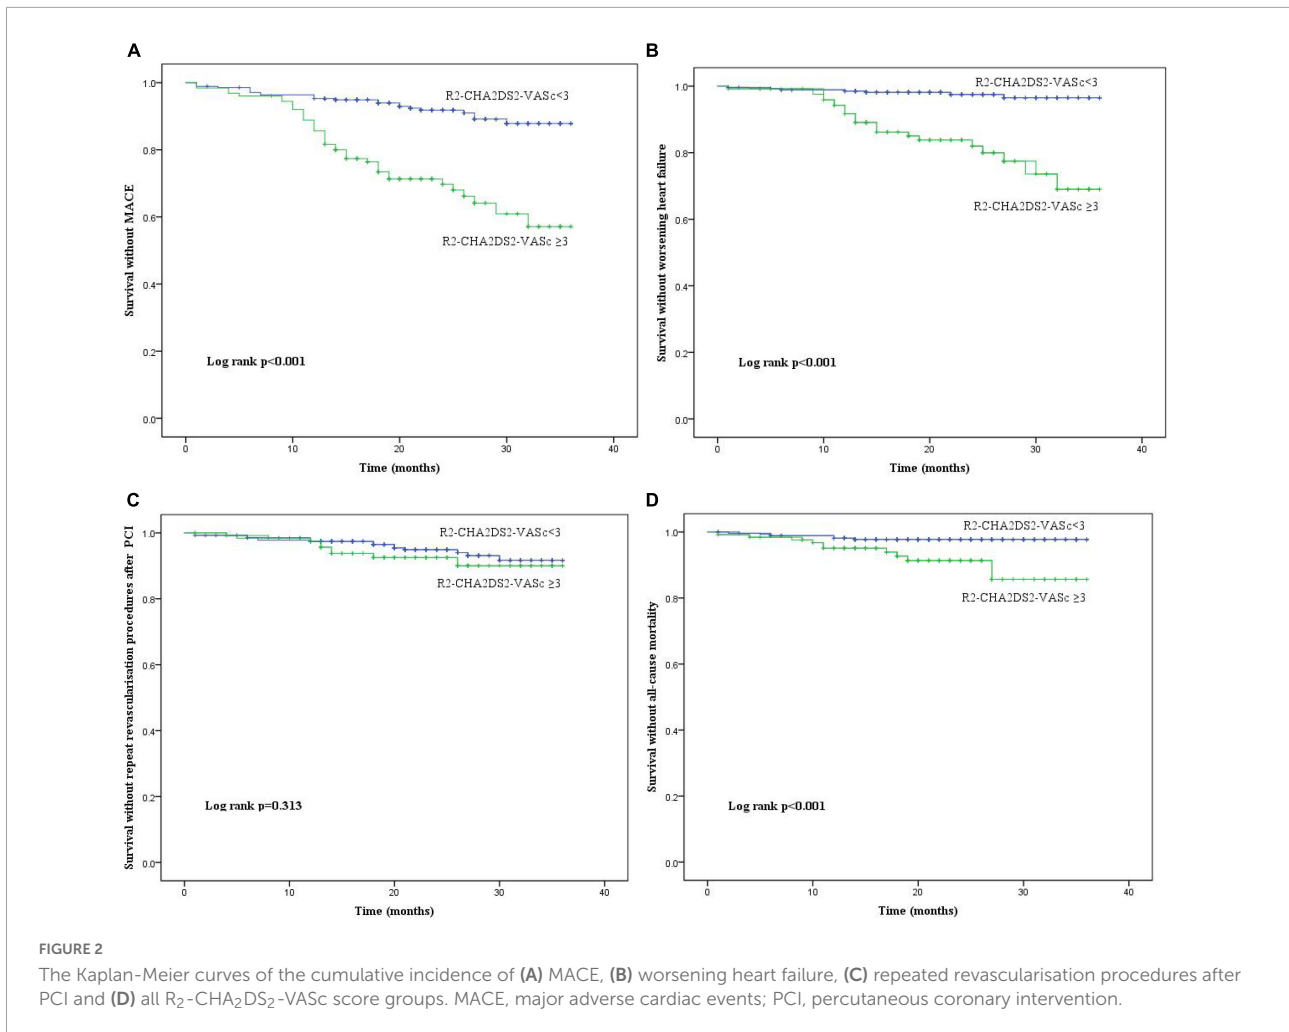 A
1.0
0.8
0.6
0.4
0.2
0.0
Survival without MACE
R2-CHA2DS2-VASc<3
R2-CHA2DS2-VASc ≥3
Log rank p<0.001
0 10 20 30 40
Time (months)
B
1.0
0.8
0.6
0.4
0.2
0.0
Survival without worsening heart failure
R2-CHA2DS2-VASc<3
R2-CHA2DS2-VASc ≥3
Log rank p<0.001
0 10 20 30 40
Time (months)
C
1.0
0.8
0.6
0.4
0.2
0.0
Survival without repeat revascularisation procedures after PCI
R2-CHA2DS2-VASc<3
R2-CHA2DS2-VASc ≥3
Log rank p=0.313
0 10 20 30 40
Time (months)
D
1.0
0.8
0.6
0.4
0.2
0.0
Survival without all-cause mortality
R2-CHA2DS2-VASc<3
R2-CHA2DS2-VASc ≥3
Log rank p<0.001
0 10 20 30 40
Time (months)
FIGURE 2
The Kaplan-Meier curves of the cumulative incidence of (A) MACE, (B) worsening heart failure, (C) repeated revascularisation procedures after
PCI and (D) all R₂-CHA₂DS₂-VASc score groups. MACE, major adverse cardiac events; PCI, percutaneous coronary intervention.